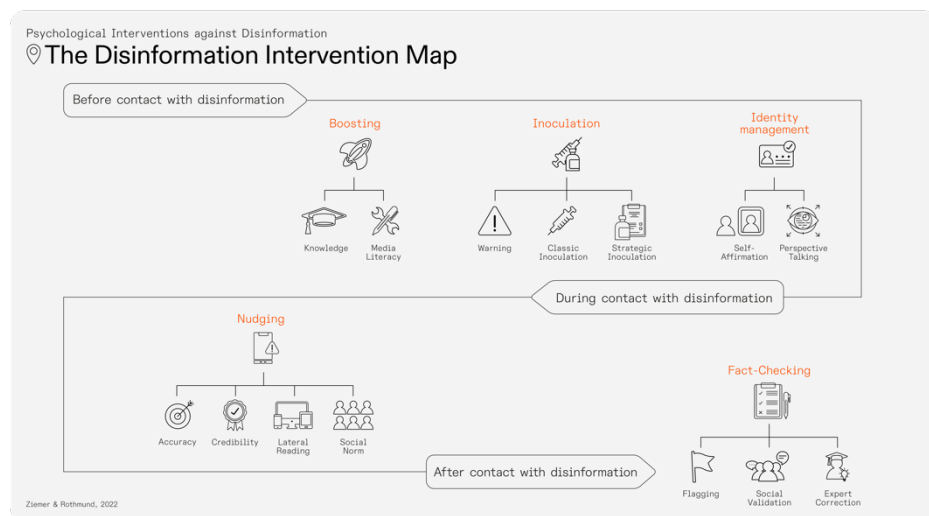 Psychological Interventions against Disinformation
The Disinformation Intervention Map
Before contact with disinformation
Boosting
Knowledge
Media
Literacy
Inoculation
Warning
Classic
Inoculation
Strategic
Inoculation
Identity
management
Self-
Affirmation
Perspective
Talking
During contact with disinformation
Nudging
Accuracy
Credibility
Lateral
Reading
Social
Norm
After contact with disinformation
Fact-Checking
Flagging
Social
Validation
Expert
Correction
Ziemer & Rothmund, 2022